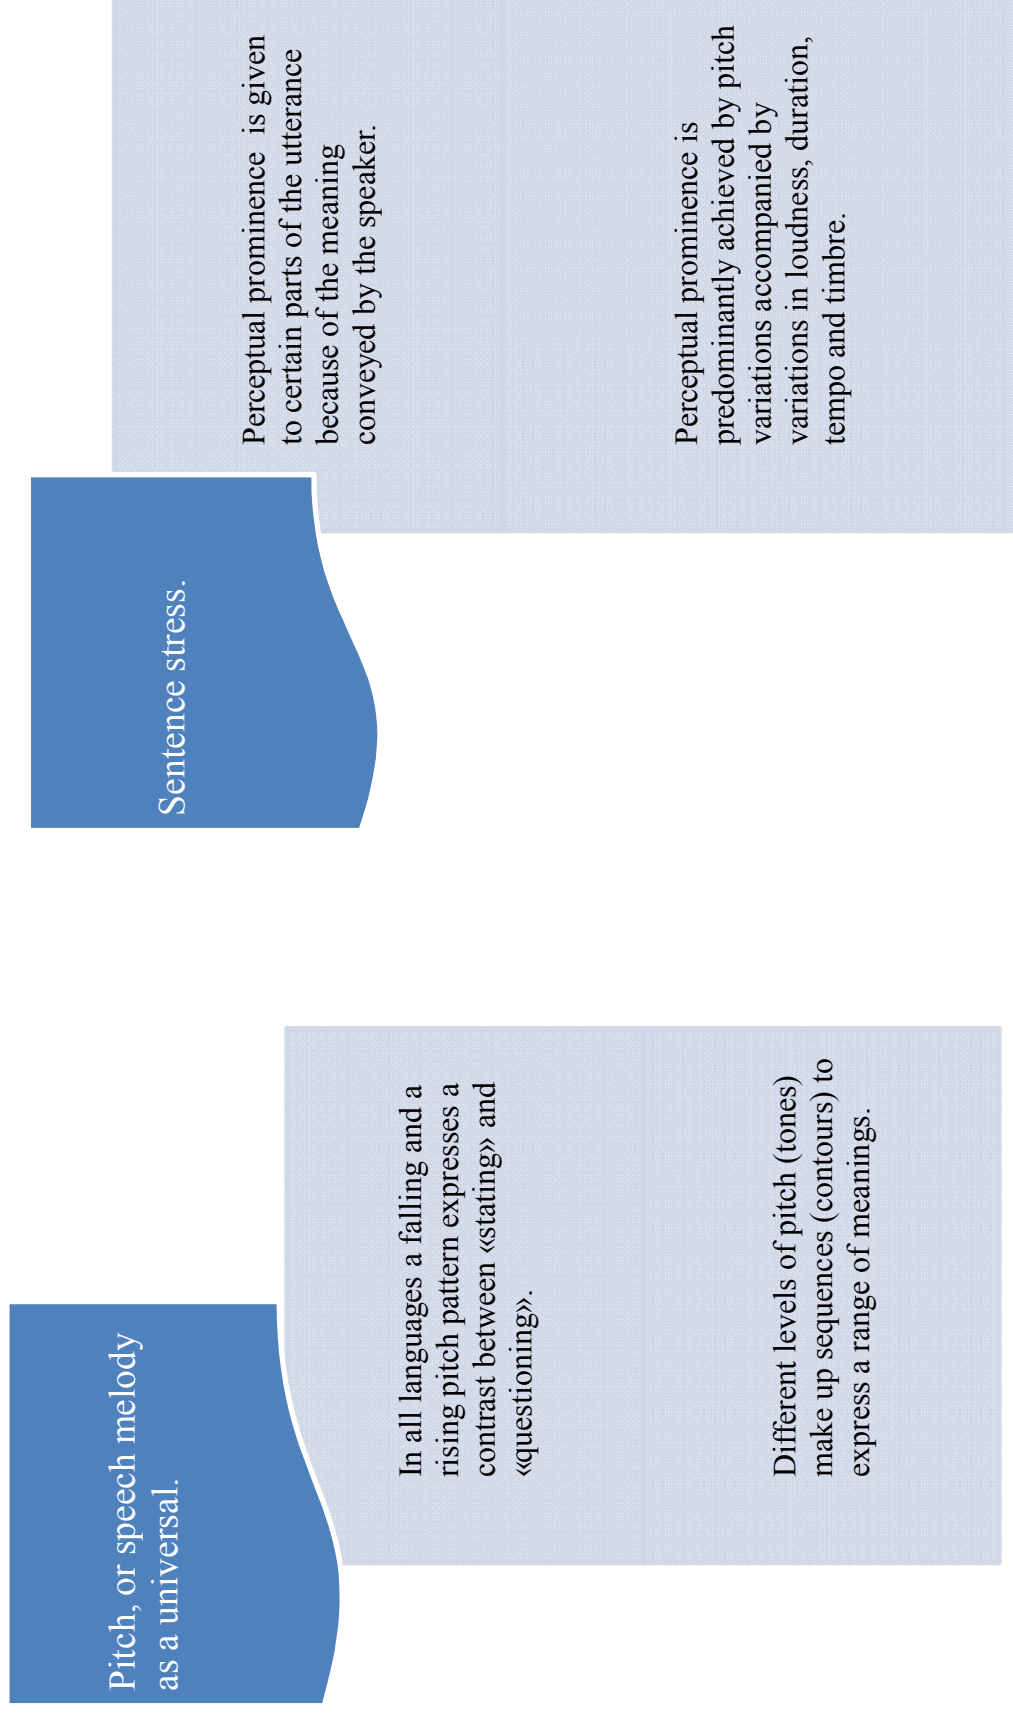 Pitch, or speech melody
as a universal.
In all languages a falling and a
rising pitch pattern expresses a
contrast between «stating» and
«questioning».
Different levels of pitch (tones)
make up sequences (contours) to
express a range of meanings.
Sentence stress.
Perceptual prominence  is given
to certain parts of the utterance
because of the meaning
conveyed by the speaker.
Perceptual prominence is
predominantly achieved by pitch
variations accompanied by
variations in loudness, duration,
tempo and timbre.